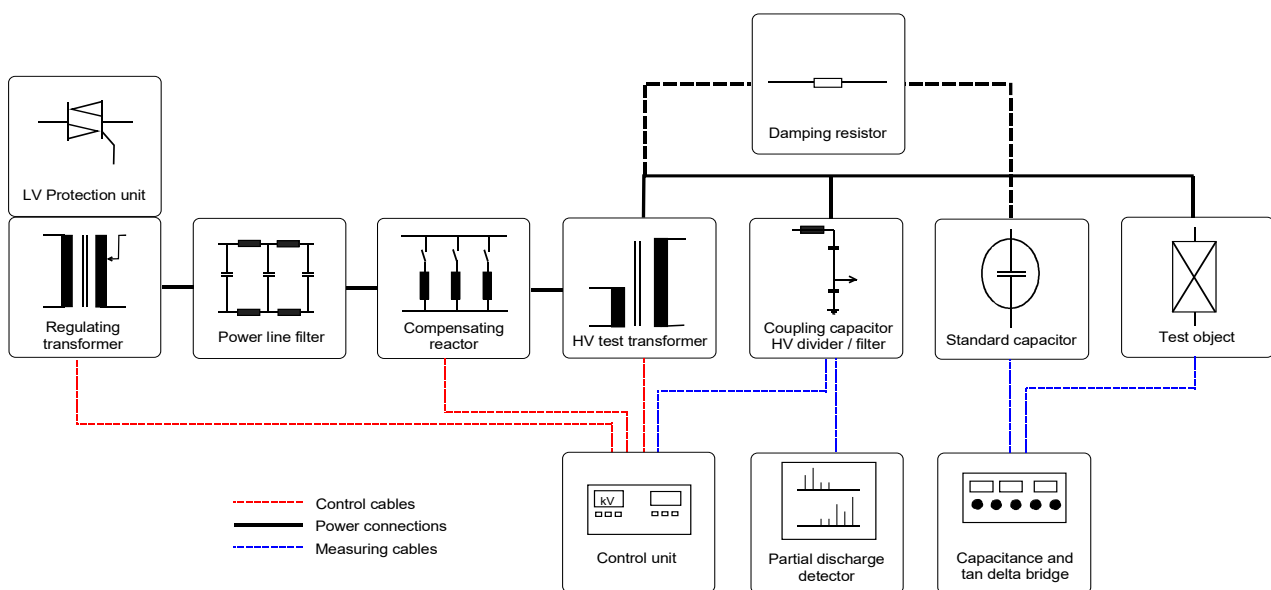 Damping resistor
LV Protection unit
Regulating
transformer
Power line filter
Compensating
reactor
HV test transformer
Coupling capacitor
HV divider / filter
Standard capacitor
Test object
Control cables
Power connections
Measuring cables
kV
Control unit
Partial discharge
detector
Capacitance and
tan delta bridge